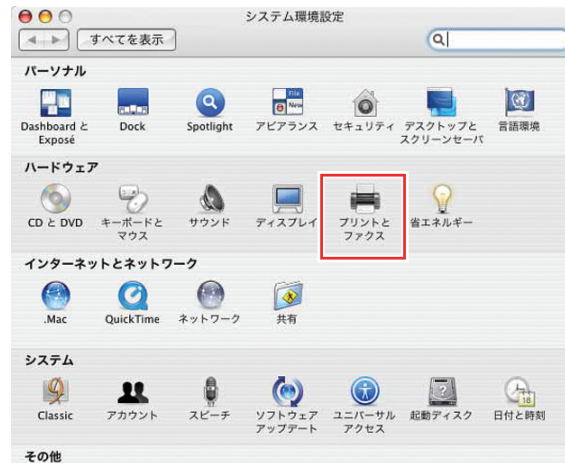 システム環境設定
すべてを表示
パーソナル
Dashboard と Exposé
Dock
Spotlight
File
New
アピアランス
セキュリティ
デスクトップと スクリーンセーバ
言語環境
ハードウェア
CD と DVD
キーボードと マウス
サウンド
ディスプレイ
プリントと ファクス
省エネルギー
インターネットとネットワーク
.Mac
QuickTime
ネットワーク
共有
システム
Classic
アカウント
スピーチ
ソフトウェア アップデート
ユニバーサル アクセス
起動ディスク
18
日付と時刻
その他